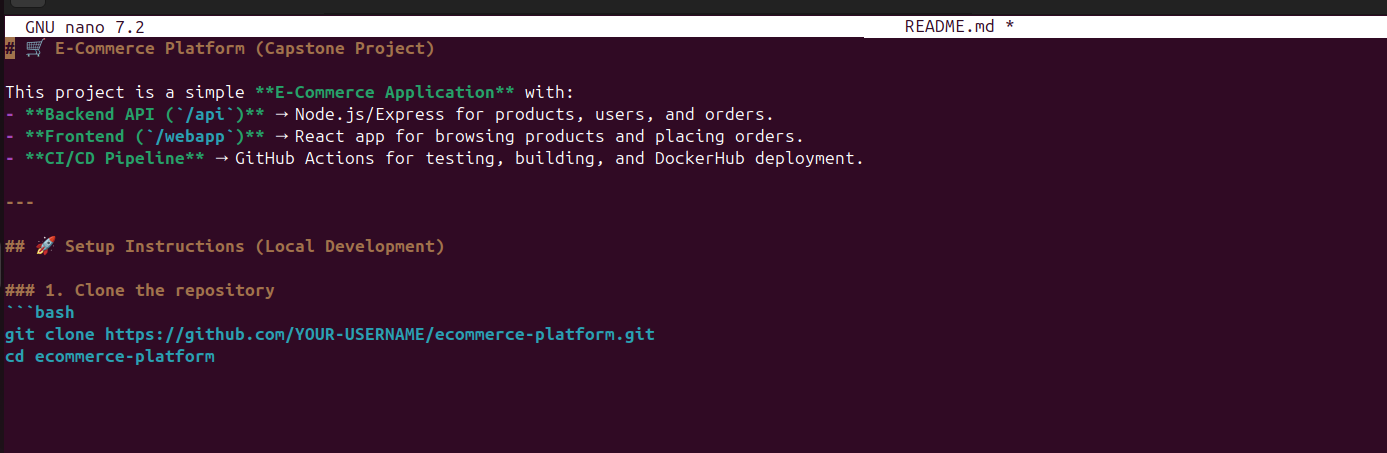 GNU nano 7.2 README.md *
# 🛒 E-Commerce Platform (Capstone Project)
This project is a simple **E-Commerce Application** with:
- **Backend API (`/api`)** → Node.js/Express for products, users, and orders.
- **Frontend (`/webapp`)** → React app for browsing products and placing orders.
- **CI/CD Pipeline** → GitHub Actions for testing, building, and DockerHub deployment.
---
## 🚀 Setup Instructions (Local Development)
### 1. Clone the repository
```bash
git clone https://github.com/YOUR-USERNAME/ecommerce-platform.git
cd ecommerce-platform